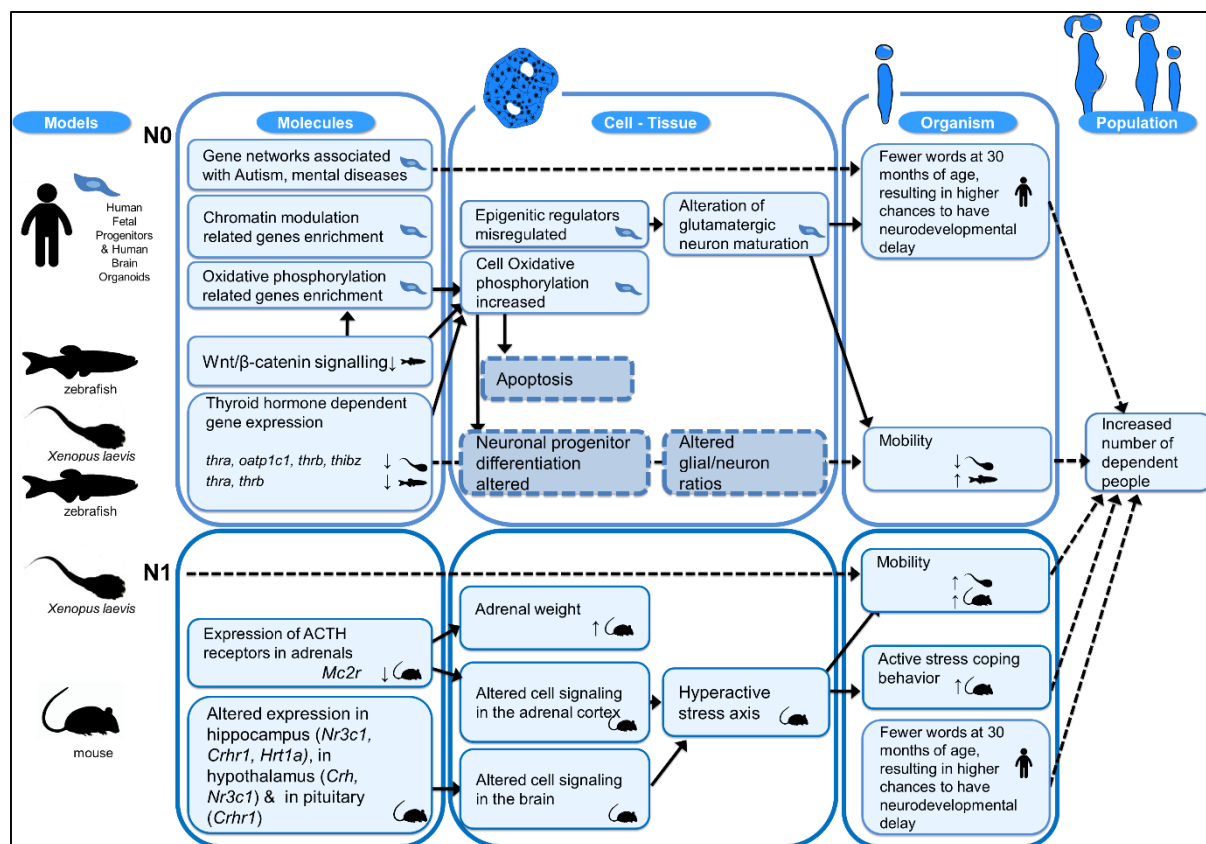 Models
N0
Molecules
Cell - Tissue
Organism
Population
Human
Fetal
Progenitors
& Human
Brain
Organoids
zebrafish
Xenopus laevis
zebrafish
Gene networks associated
with Autism, mental diseases
Chromatin modulation
related genes enrichment
Oxidative phosphorylation
related genes enrichment
Wnt/β-catenin signalling↓
Thyroid hormone dependent
gene expression
thra, oatp1c1, thrb, thibz ↓
thra, thrb ↓
Epigenitic regulators
misregulated
Cell Oxidative
phosphorylation
increased
Apoptosis
Neuronal progenitor
differentiation
altered
Alteration of
glutamatergic
neuron maturation
Altered
glial/neuron
ratios
Fewer words at 30
months of age,
resulting in higher
chances to have
neurodevelopmental
delay
Mobility
↓
↑
Increased
number of
dependent
people
N1
Xenopus laevis
mouse
Expression of ACTH
receptors in adrenals
Mc2r ↓
Altered expression in
hippocampus (Nr3c1,
Crhr1, Hrt1a), in
hypothalamus (Crh,
Nr3c1) & in pituitary
(Crhr1)
Adrenal weight
↑
Altered cell signaling
in the adrenal cortex
Altered cell signaling
in the brain
Hyperactive
stress axis
Mobility
↑
↑
Active stress coping
behavior
↑
Fewer words at 30
months of age,
resulting in higher
chances to have
neurodevelopmental
delay